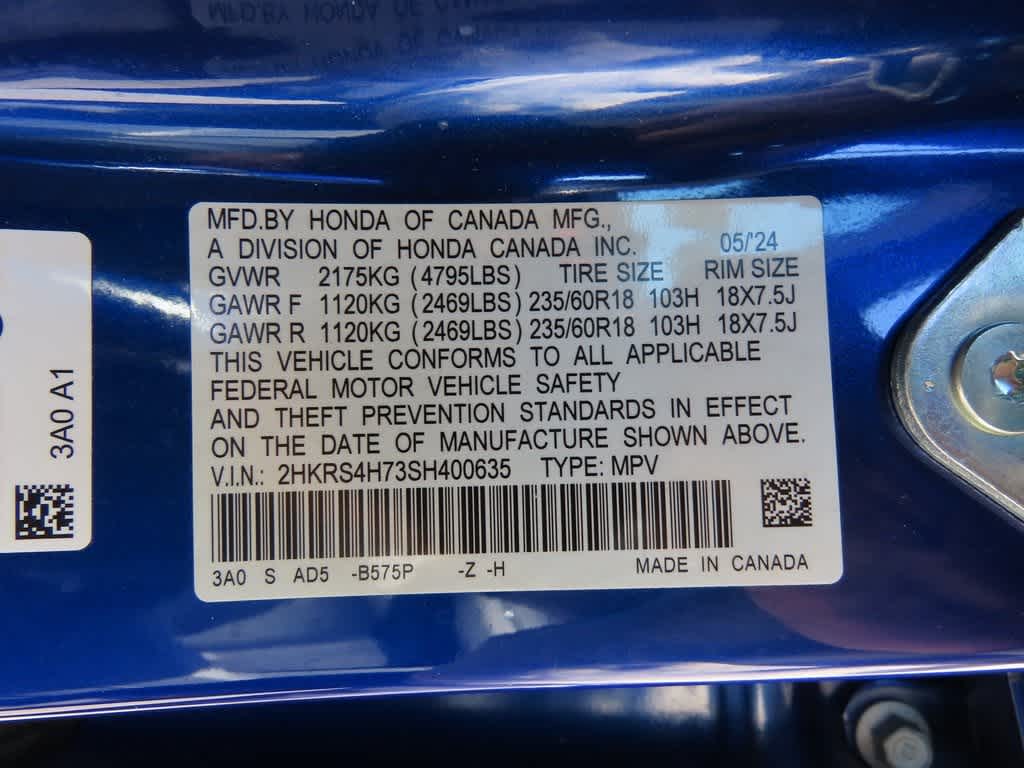 MFD.BY HONDA OF CANADA MFG.,
A DIVISION OF HONDA CANADA INC. 05/'24
GVWR 2175KG (4795LBS) TIRE SIZE RIM SIZE
GAWR F 1120KG (2469LBS) 235/60R18 103H 18X7.5J
GAWR R 1120KG (2469LBS) 235/60R18 103H 18X7.5J
THIS VEHICLE CONFORMS TO ALL APPLICABLE
FEDERAL MOTOR VEHICLE SAFETY
AND THEFT PREVENTION STANDARDS IN EFFECT
ON THE DATE OF MANUFACTURE SHOWN ABOVE.
V.I.N.: 2HKRS4H73SH400635 TYPE: MPV
3A0 S AD5 -B575P -Z -H MADE IN CANADA
3A0 A1